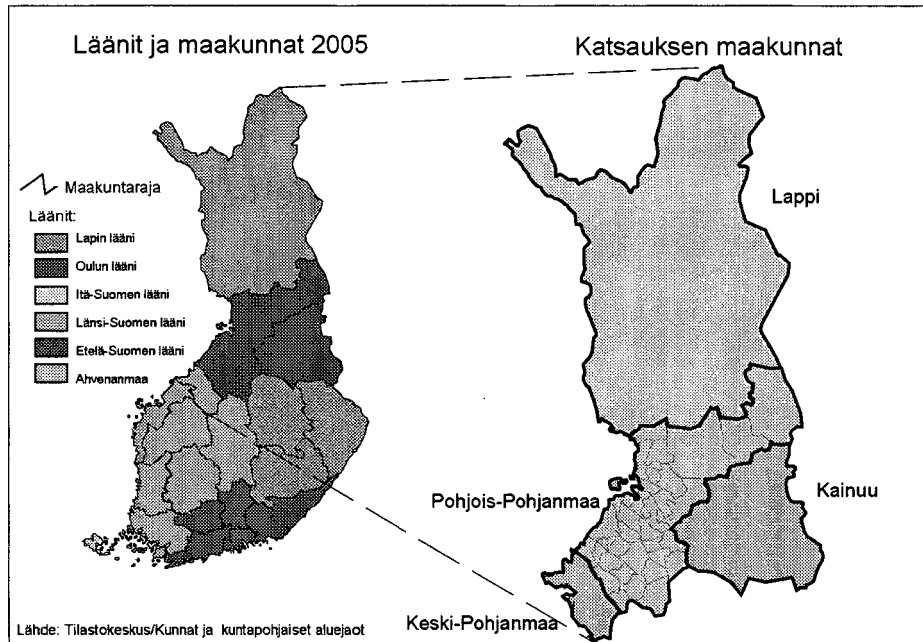 Läänit ja maakunnat 2005
Katsauksen maakunnat
Maakuntaraja
Läänit:
Lapin lääni
Oulun lääni
Itä-Suomen lääni
Länsi-Suomen lääni
Etelä-Suomen lääni
Ahvenanmaa
Lappi
Kainuu
Pohjois-Pohjanmaa
Keski-Pohjanmaa
Lähde: Tilastokeskus/Kunnat ja kuntapohjaiset aluejaot